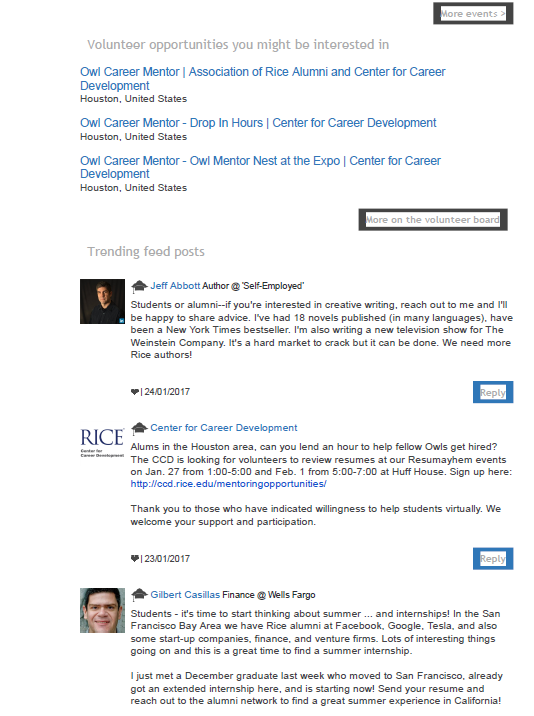 More events >
Volunteer opportunities you might be interested in
Owl Career Mentor | Association of Rice Alumni and Center for Career
Development
Houston, United States
Owl Career Mentor - Drop In Hours | Center for Career Development
Houston, United States
Owl Career Mentor - Owl Mentor Nest at the Expo | Center for Career
Development
Houston, United States
More on the volunteer board
Trending feed posts
Jeff Abbott Author @ 'Self-Employed'
Students or alumni--if you're interested in creative writing, reach out to me and I'll
be happy to share advice. I've had 18 novels published (in many languages), have
been a New York Times bestseller. I'm also writing a new television show for The
Weinstein Company. It's a hard market to crack but it can be done. We need more
Rice authors!
❤ | 24/01/2017
Reply
RICE
Center for
Career Development
Center for Career Development
Alums in the Houston area, can you lend an hour to help fellow Owls get hired?
The CCD is looking for volunteers to review resumes at our Resumayhem events
on Jan. 27 from 1:00-5:00 and Feb. 1 from 5:00-7:00 at Huff House. Sign up here:
http://ccd.rice.edu/mentoringopportunities/
Thank you to those who have indicated willingness to help students virtually. We
welcome your support and participation.
❤ | 23/01/2017
Reply
Gilbert Casillas Finance @ Wells Fargo
Students - it's time to start thinking about summer ... and internships! In the San
Francisco Bay Area we have Rice alumni at Facebook, Google, Tesla, and also
some start-up companies, finance, and venture firms. Lots of interesting things
going on and this is a great time to find a summer internship.
I just met a December graduate last week who moved to San Francisco, already
got an extended internship here, and is starting now! Send your resume and
reach out to the alumni network to find a great summer experience in California!